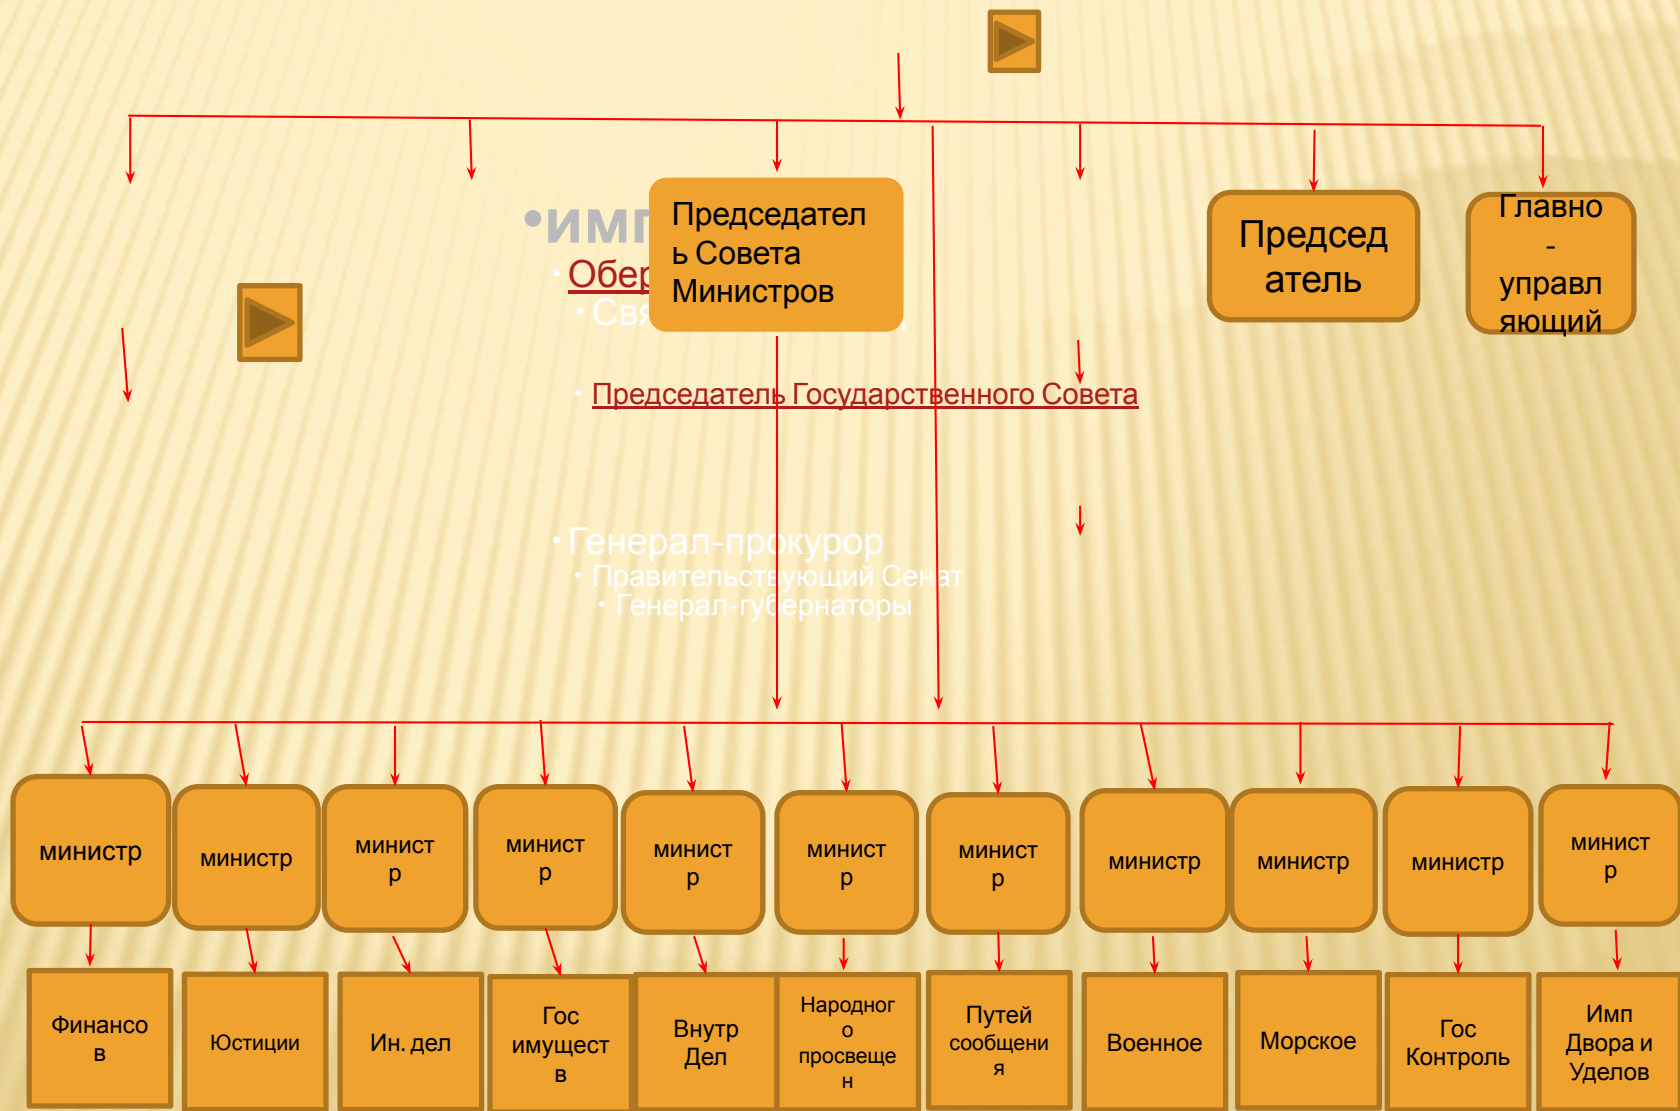 •имп
Председател
ь Совета
Министров
Председ
атель
Главно
-
управл
яющий
· Обер
· Свя
· Председатель Государственного Совета
· Генерал-прокурор
· Правительствующий Сенат
· Генерал-губернаторы
министр
министр
минист
р
минист
р
минист
р
минист
р
минист
р
министр
министр
министр
минист
р
Финансо
в
Юстиции
Ин. дел
Гос
имуществ
в
Внутр
Дел
Народног
о
просвещен
н
Путей
сообщени
я
Военное
Морское
Гос
Контроль
Имп
Двора и
Уделов